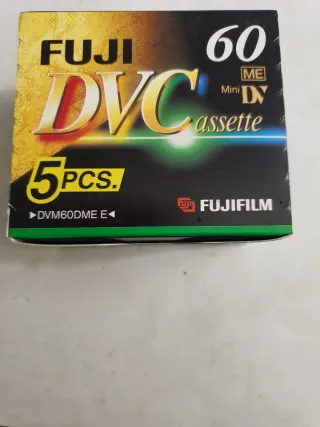 FUJI
60
DVCassette
ME
Mini DV
5PCS.
▶DVM60DME E◀
FUJIFILM